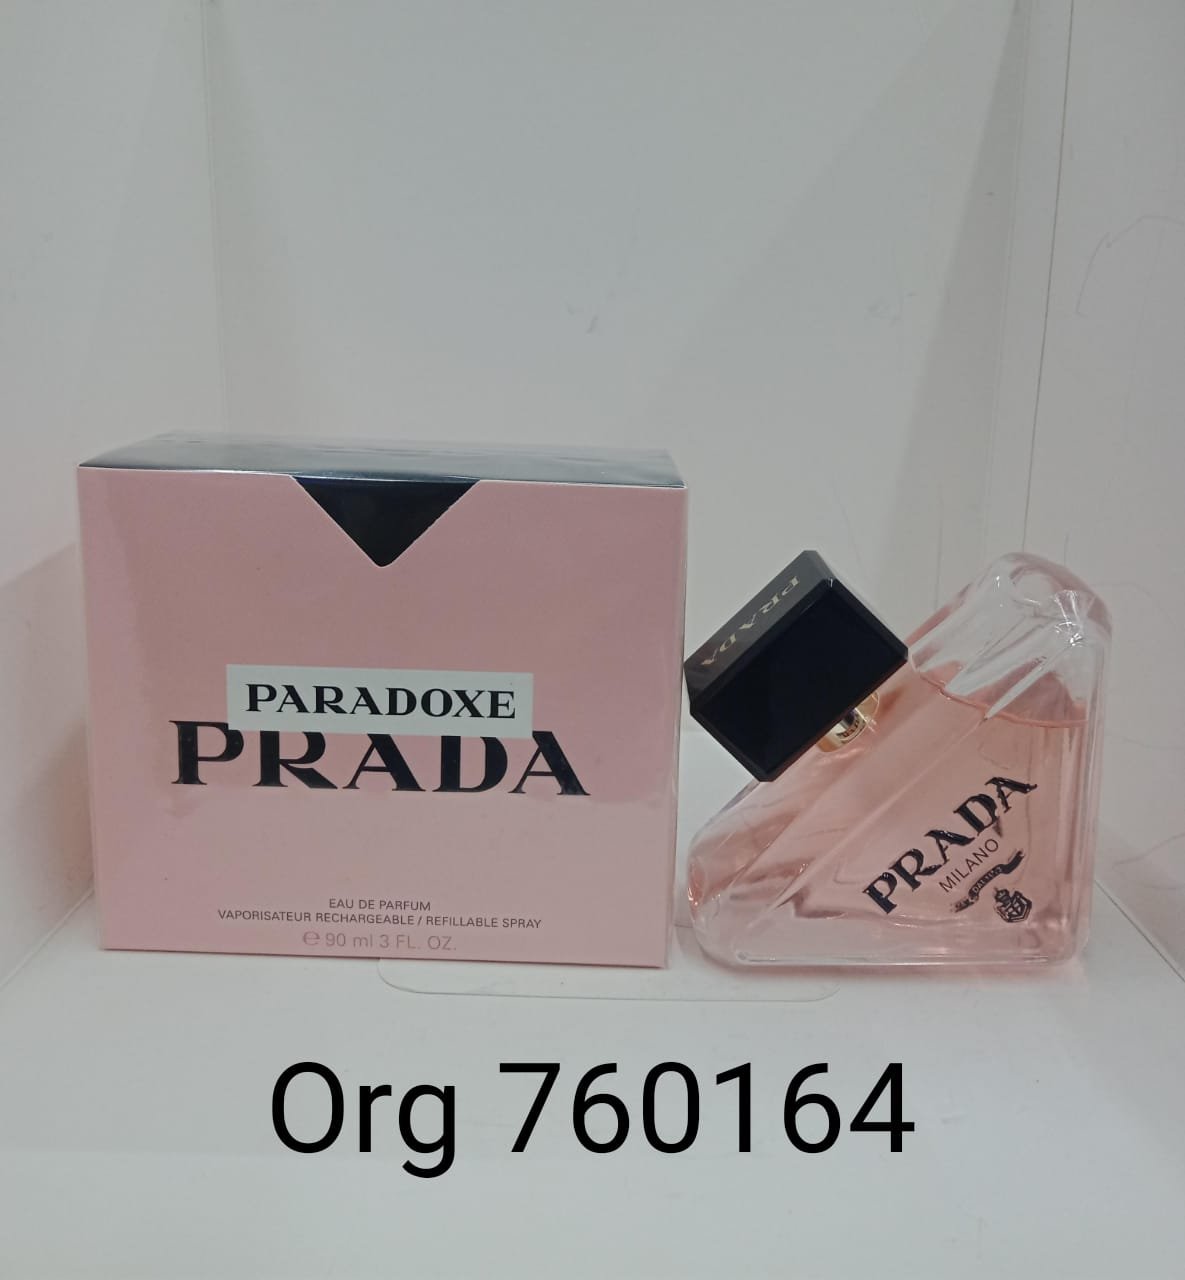 PARADOXE
PRADA
EAU DE PARFUM
VAPORISATEUR RECHARGEABLE / REFILLABLE SPRAY
℮ 90 ml 3 FL. OZ.
PRADA
PRADA
MILANO
Org 760164